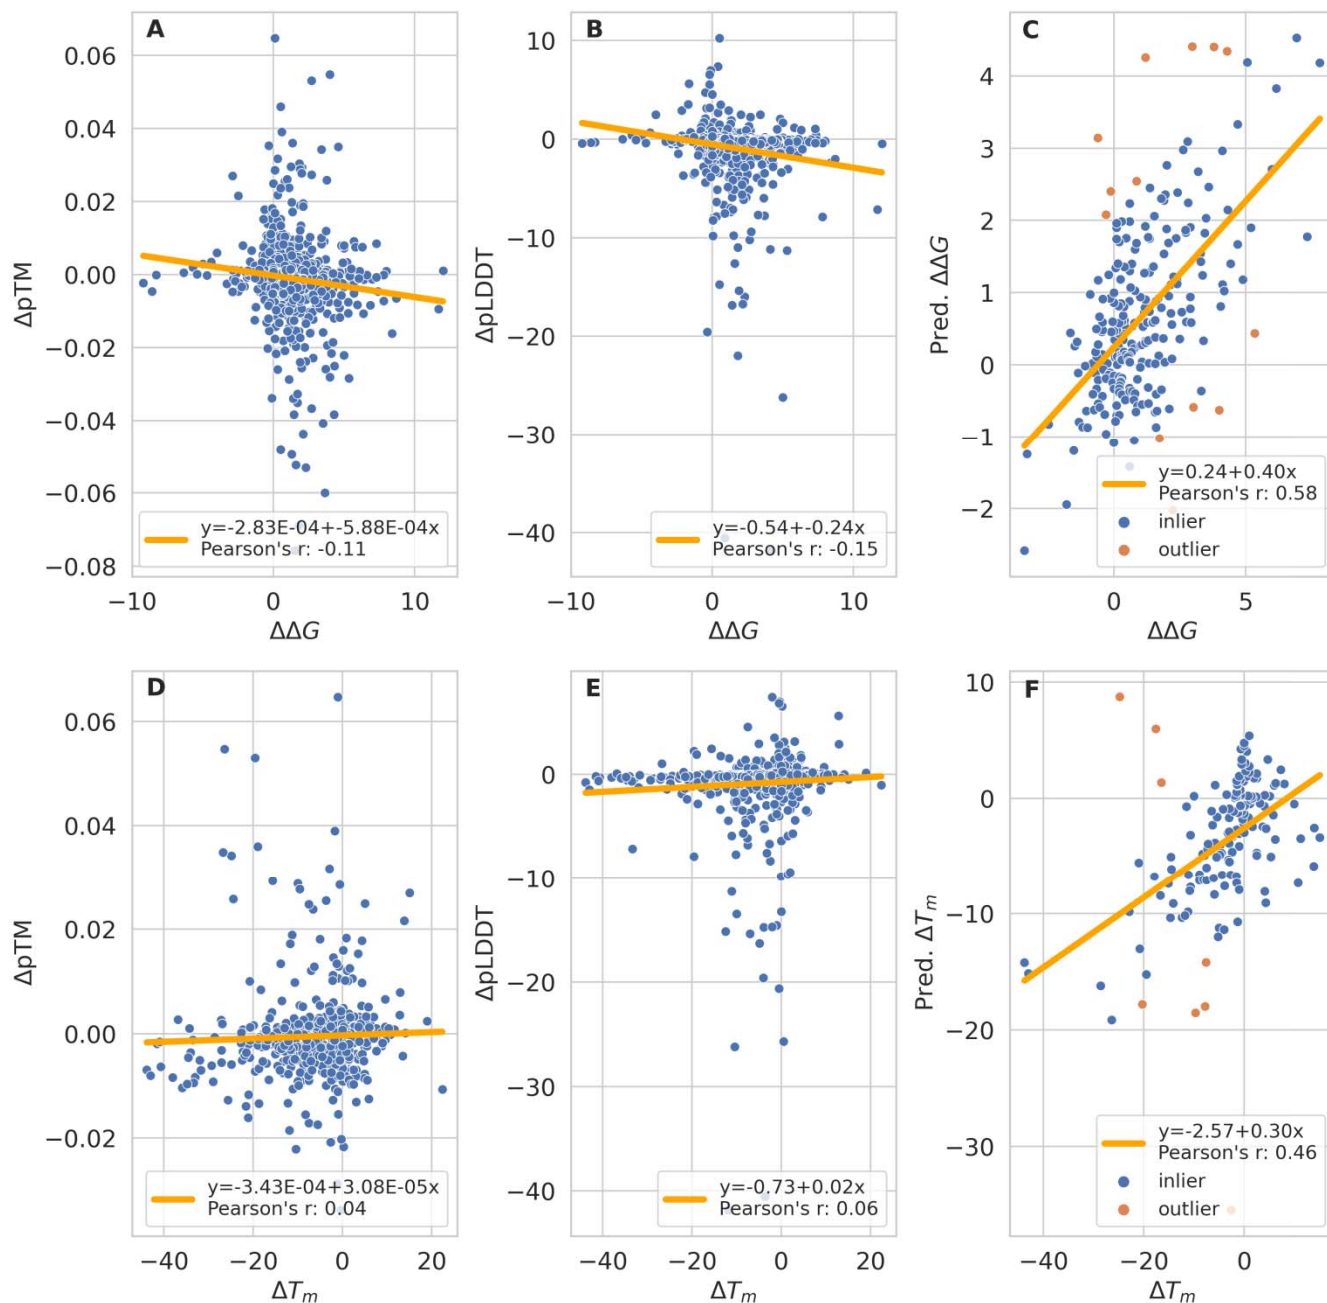 A
0.06
0.04
0.02
0.00
−0.02
−0.04
−0.06
−0.08
ΔpTM
y=-2.83E-04+-5.88E-04x
Pearson's r: -0.11
−10
0
10
ΔΔG
B
10
0
−10
−20
−30
−40
ΔpLDDT
y=-0.54+-0.24x
Pearson's r: -0.15
0
10
ΔΔG
C
4
3
2
1
0
−1
−2
Pred. ΔΔG
y=0.24+0.40x
Pearson's r: 0.58
inlier
outlier
0
5
ΔΔG
D
0.06
0.04
0.02
0.00
−0.02
ΔpTM
y=-3.43E-04+3.08E-05x
Pearson's r: 0.04
−40
−20
0
20
ΔTm
E
0
−10
−20
−30
−40
ΔpLDDT
y=-0.73+0.02x
Pearson's r: 0.06
−40
−20
0
20
ΔTm
F
10
0
−10
−20
−30
Pred. ΔTm
y=-2.57+0.30x
Pearson's r: 0.46
inlier
outlier
−40
−20
0
ΔTm